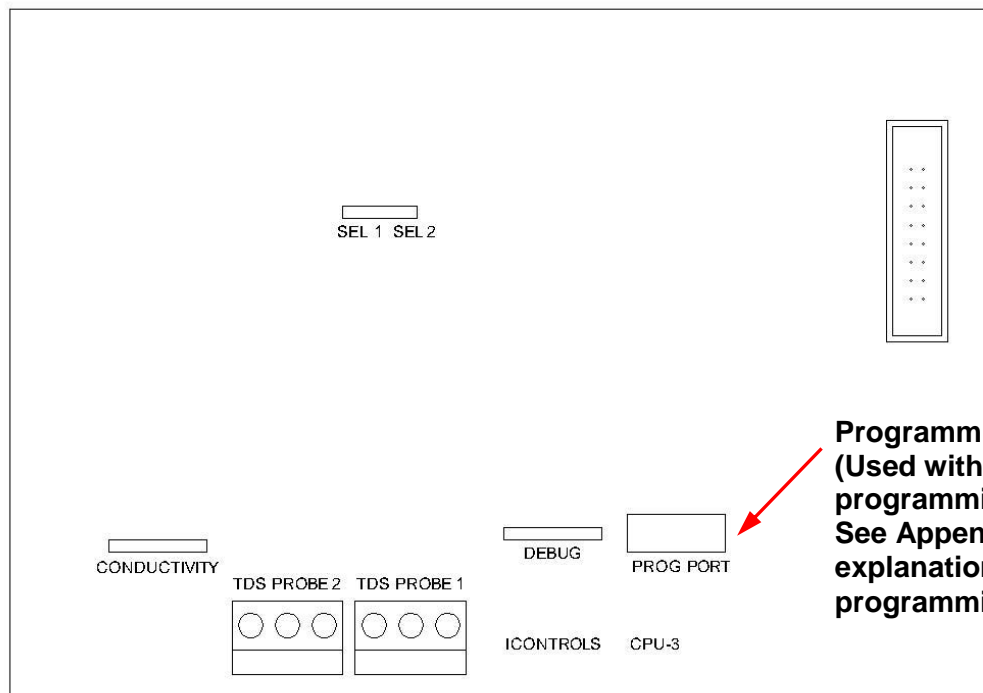 SEL 1 SEL 2
Programm
(Used with
programmi
See Appen
explanation
programmi
CONDUCTIVITY
DEBUG
PROG PORT
TDS PROBE 2 TDS PROBE 1
ICONTROLS CPU-3